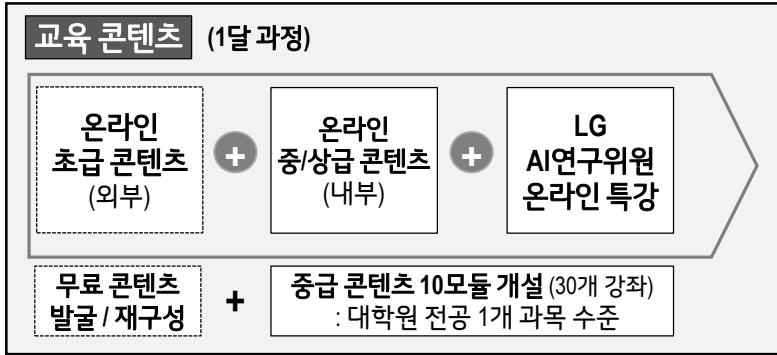 교육 콘텐츠 (1달 과정)
온라인
초급 콘텐츠
(외부)
+
온라인
중/상급 콘텐츠
(내부)
+
LG
AI연구위원
온라인 특강
무료 콘텐츠
발굴 / 재구성
+
중급 콘텐츠 10모듈 개설 (30개 강좌)
: 대학원 전공 1개 과목 수준